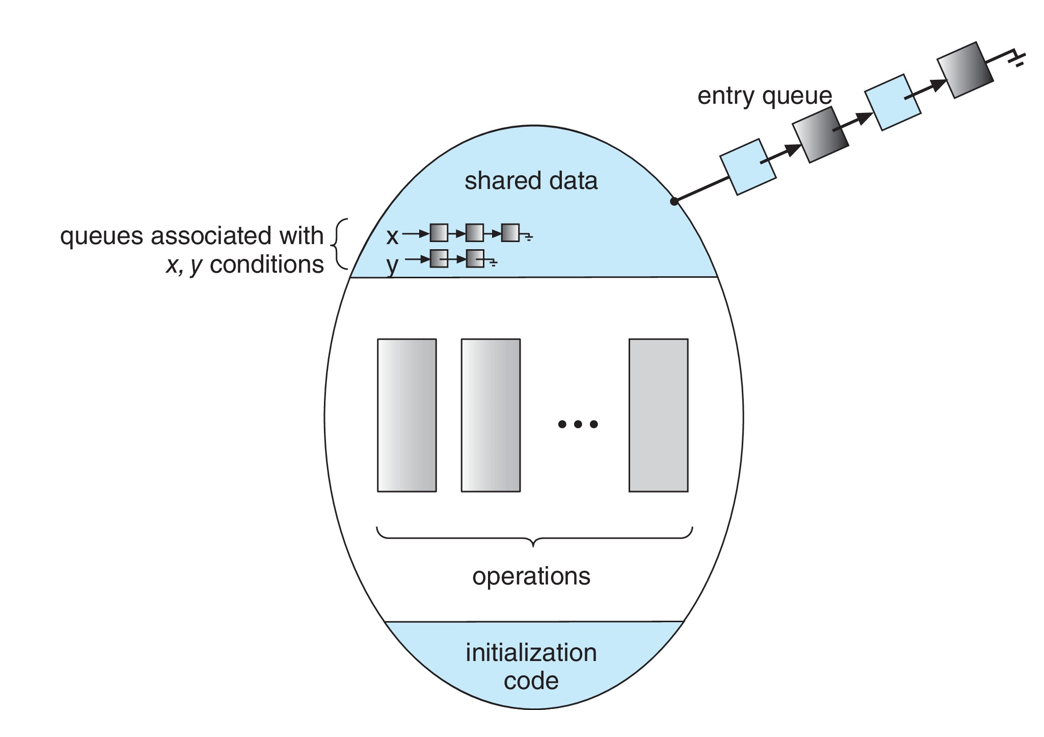 entry queue
shared data
queues associated with
x, y conditions
x
y
operations
initialization
code